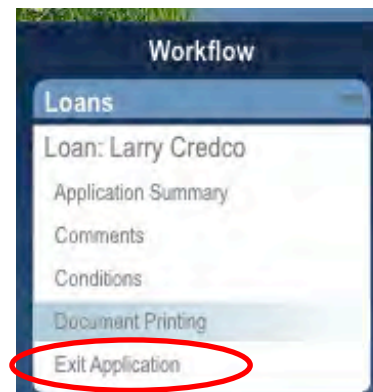 Workflow
Loans
Loan: Larry Credco
Application Summary
Comments
Conditions
Document Printing
Exit Application